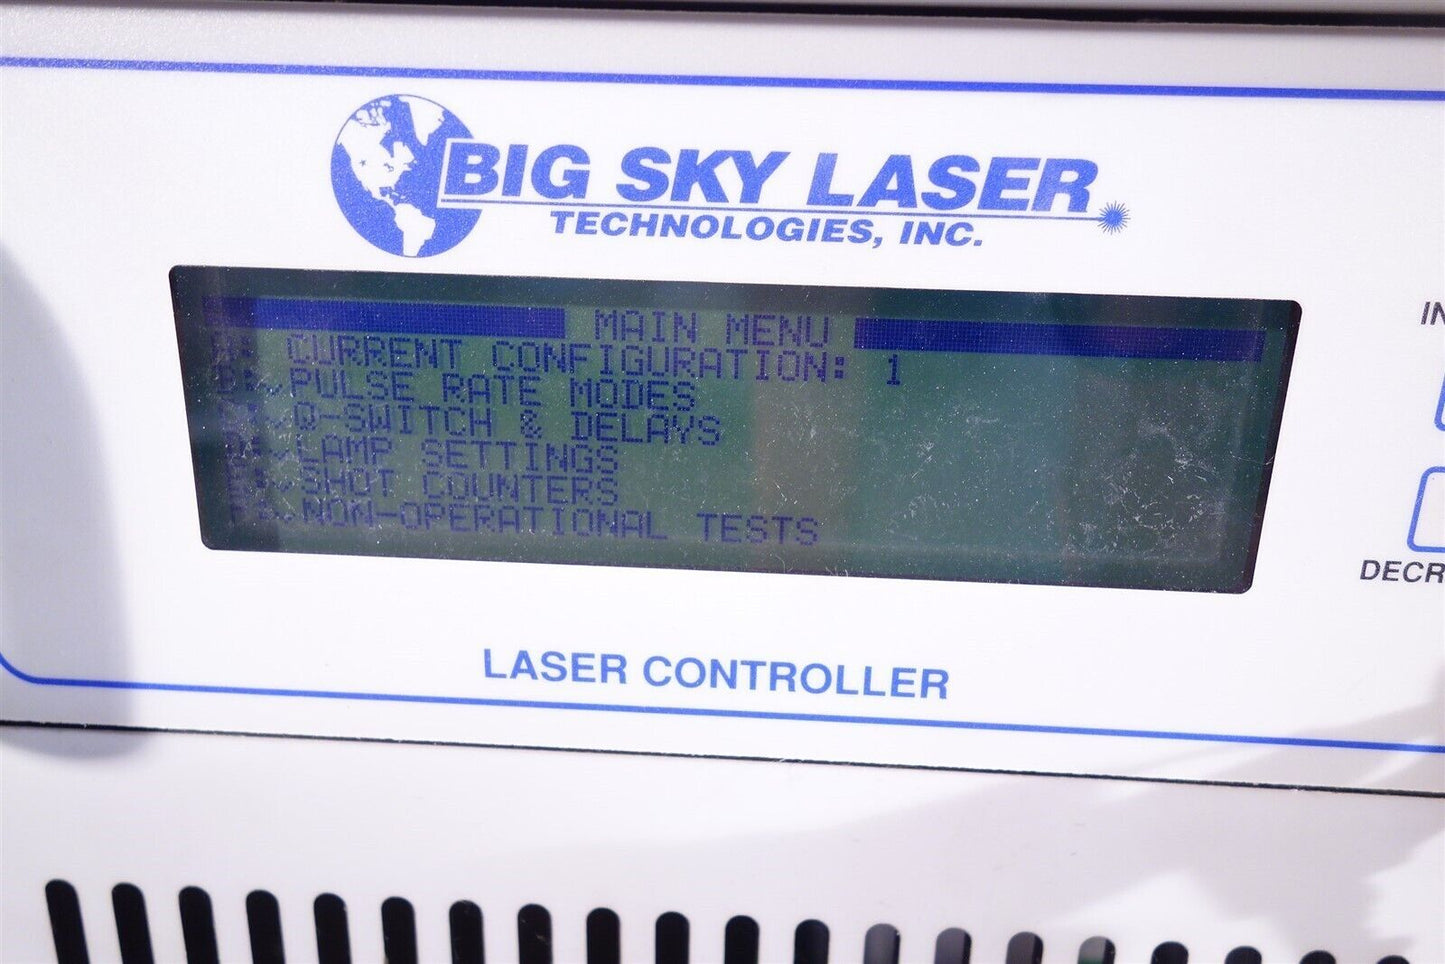 BIG SKY LASER
TECHNOLOGIES, INC.
MAIN MENU
A: CURRENT CONFIGURATION: 1
PULSE RATE MODES
Q-SWITCH & DELAYS
LAMP SETTINGS
SHOT COUNTERS
NON-OPERATIONAL TESTS
IN
DECR
LASER CONTROLLER